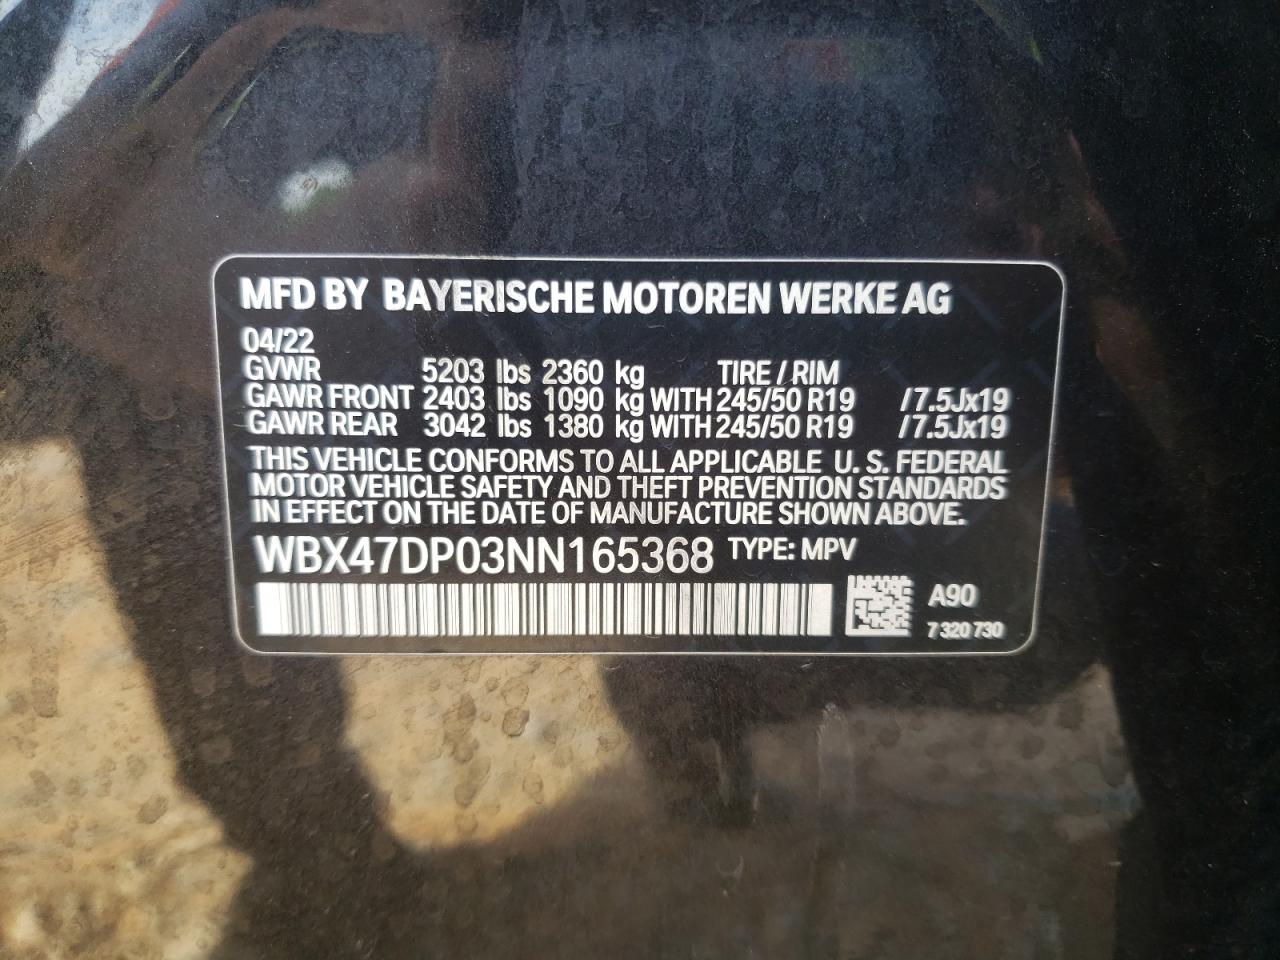 MFD BY BAYERISCHE MOTOREN WERKE AG
04/22
GVWR 5203 lbs 2360 kg TIRE / RIM
GAWR FRONT 2403 lbs 1090 kg WITH 245/50 R19 / 7.5Jx19
GAWR REAR 3042 lbs 1380 kg WITH 245/50 R19 / 7.5Jx19
THIS VEHICLE CONFORMS TO ALL APPLICABLE U. S. FEDERAL
MOTOR VEHICLE SAFETY AND THEFT PREVENTION STANDARDS
IN EFFECT ON THE DATE OF MANUFACTURE SHOWN ABOVE.
WBX47DP03NN165368 TYPE: MPV
A90
7 320 730